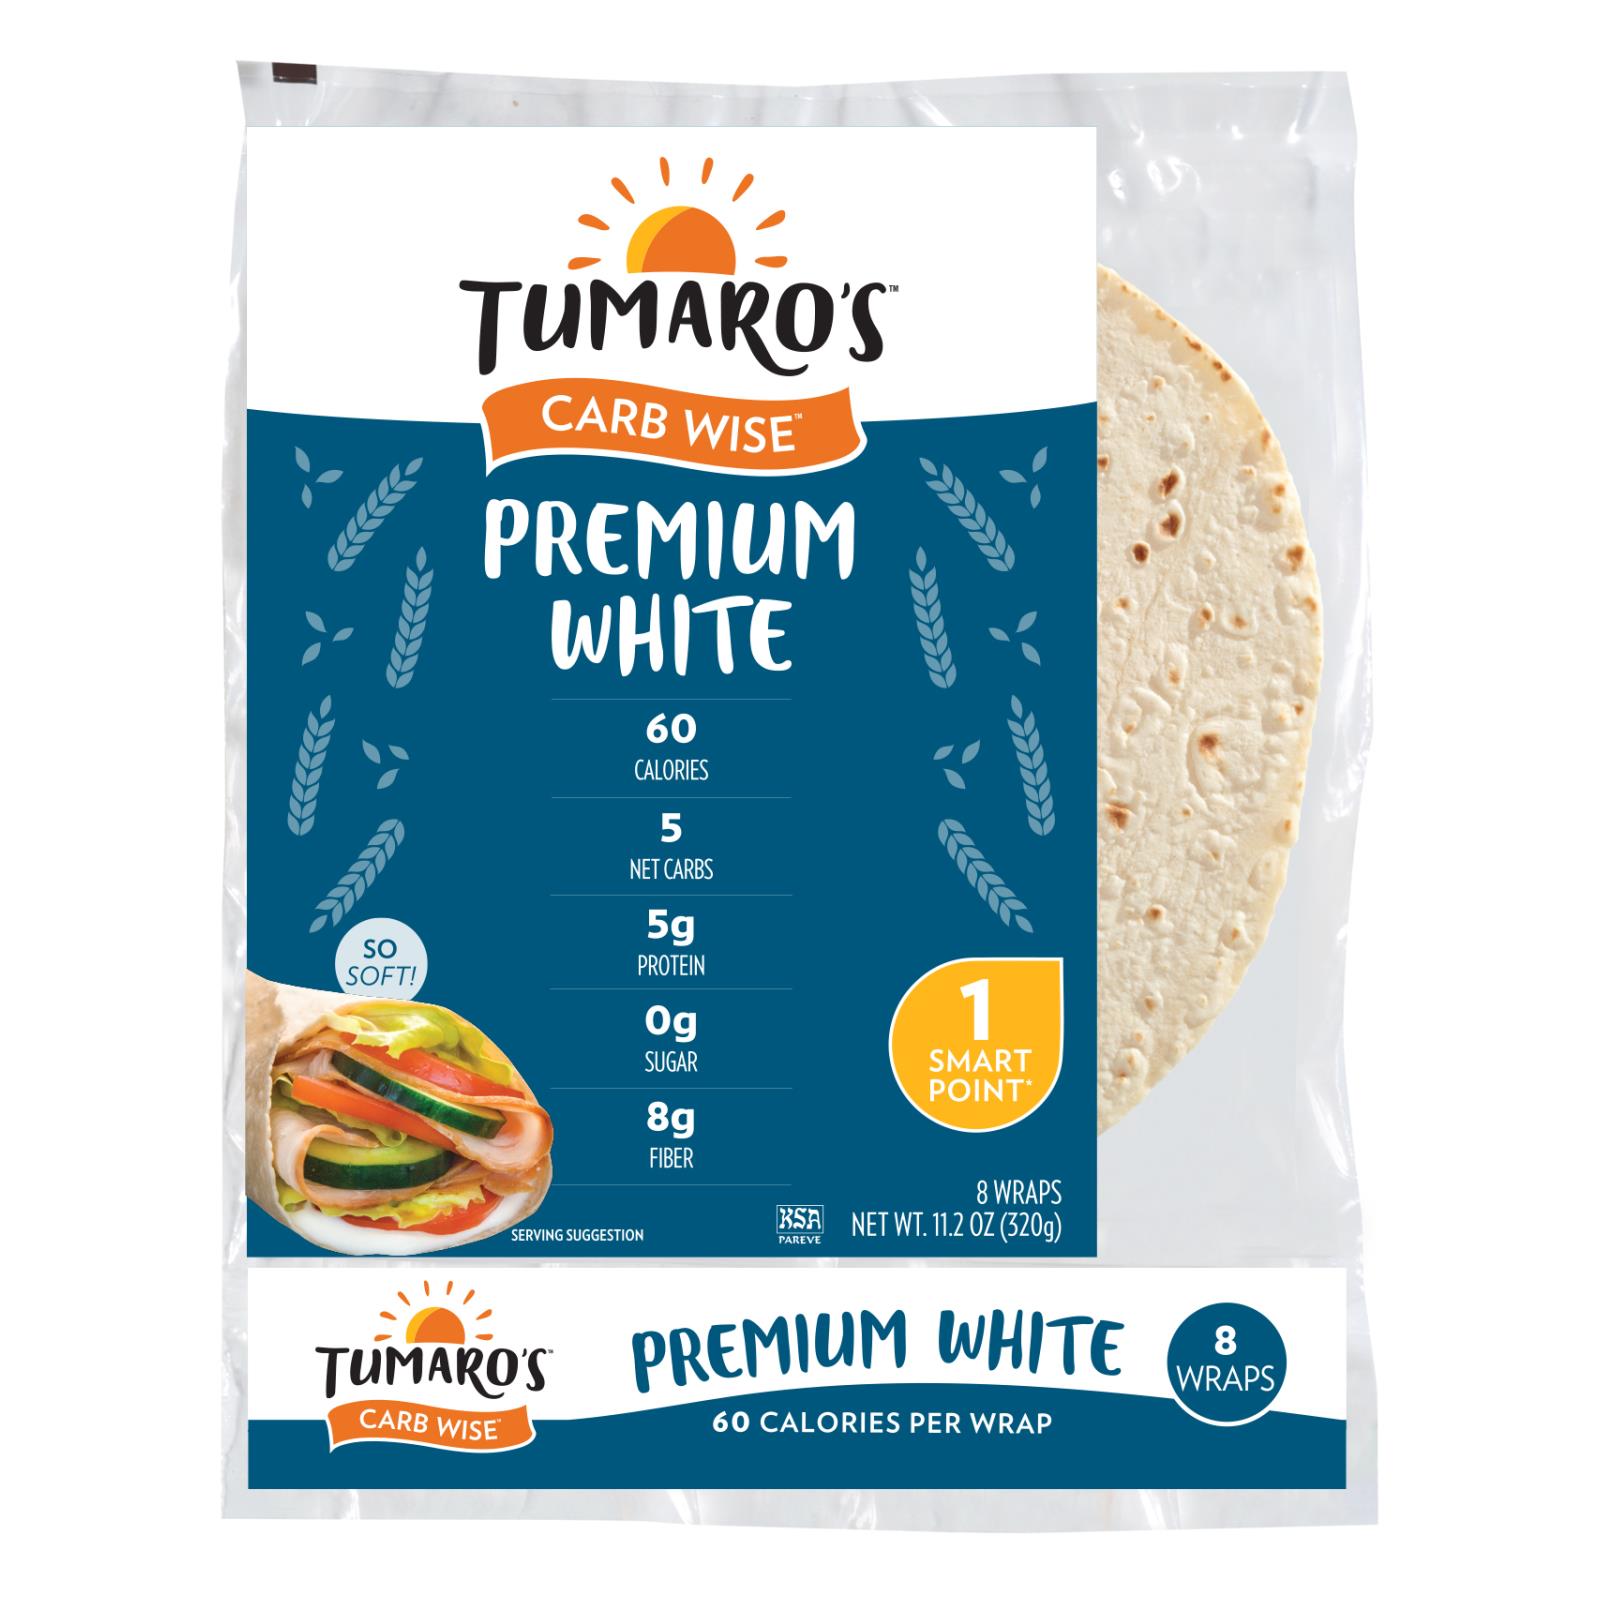 TUMARO'S™
CARB WISE™
PREMIUM
WHITE
60
CALORIES
5
NET CARBS
5g
PROTEIN
0g
SUGAR
8g
FIBER
SO
SOFT!
1
SMART
POINT*
SERVING SUGGESTION
KSA
PAREVE
8 WRAPS
NET WT. 11.2 OZ (320g)
TUMARO'S™
CARB WISE™
PREMIUM WHITE
60 CALORIES PER WRAP
8
WRAPS